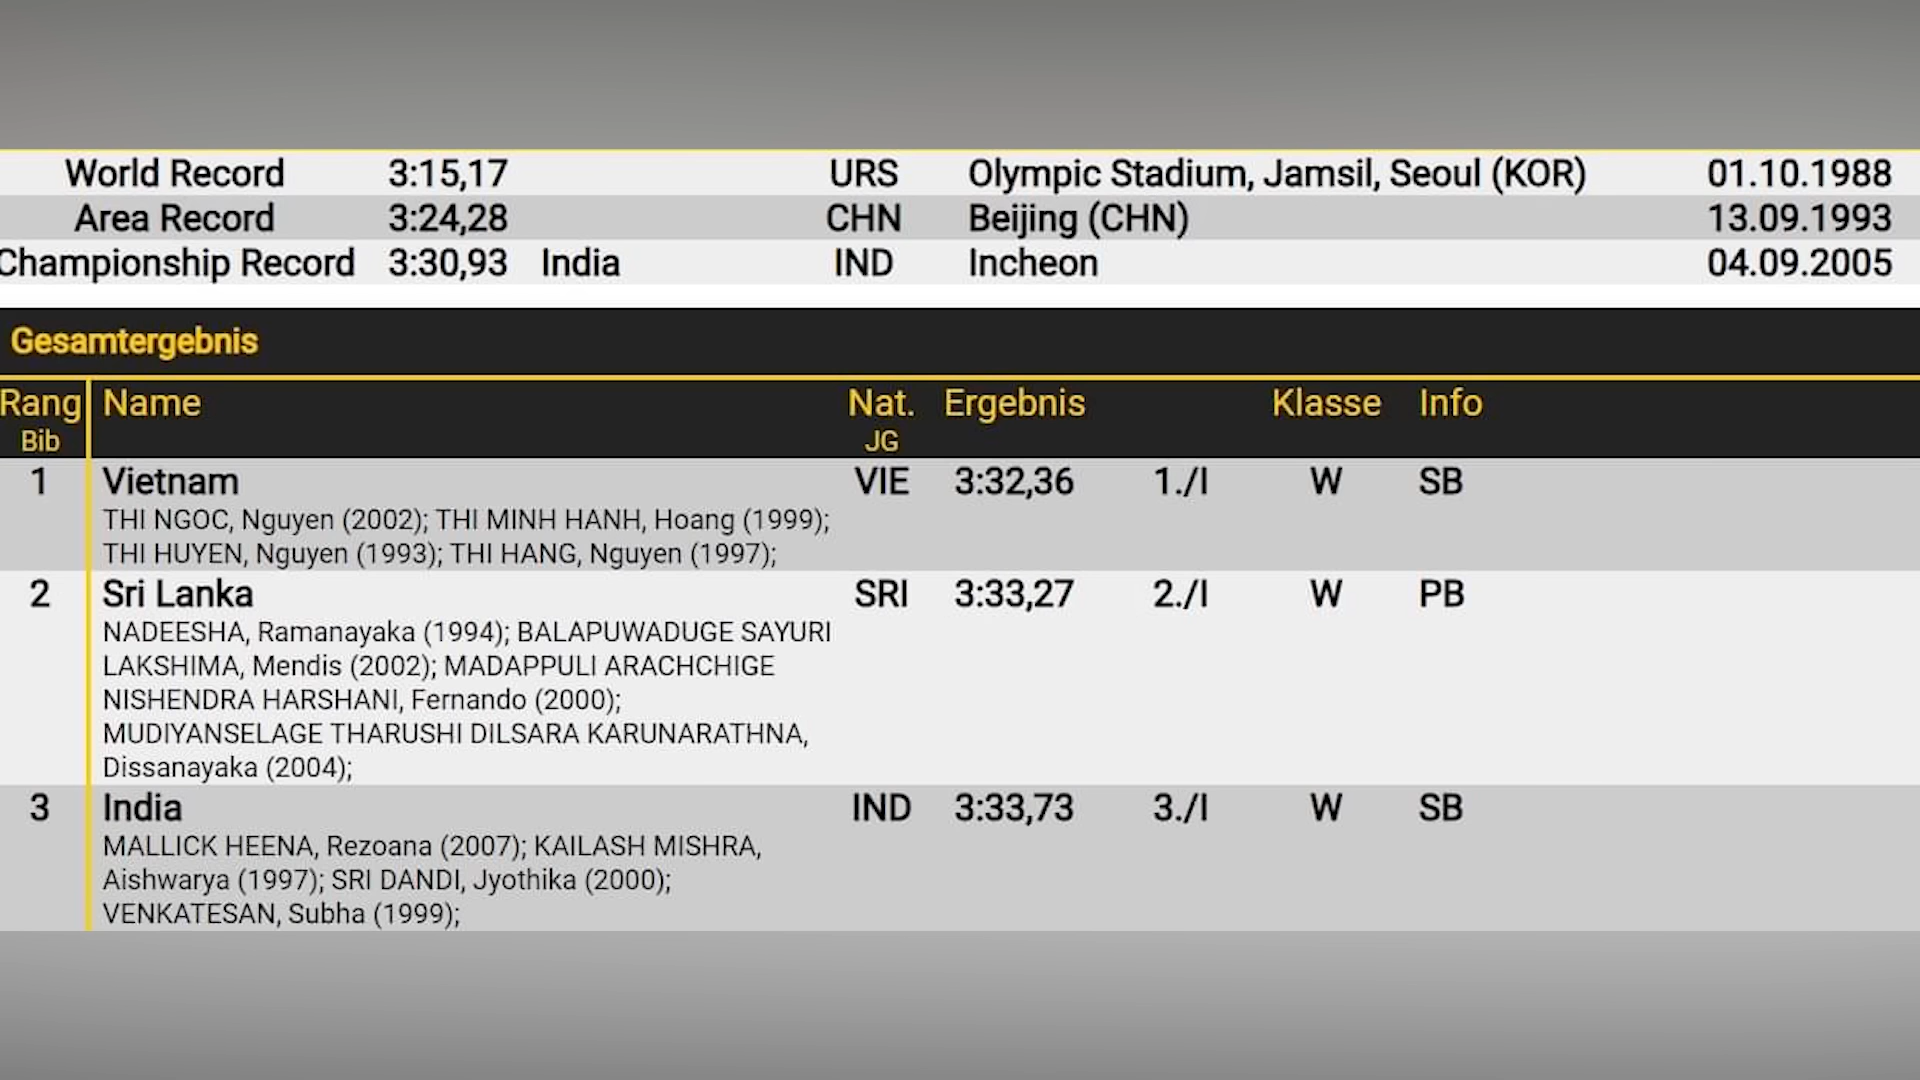 World Record 3:15,17 URS Olympic Stadium, Jamsil, Seoul (KOR) 01.10.1988
Area Record 3:24,28 CHN Beijing (CHN) 13.09.1993
Championship Record 3:30,93 India IND Incheon 04.09.2005
Gesamtergebnis
Rang Name Nat. Ergebnis Klasse Info
Bib JG
1 Vietnam VIE 3:32,36 1./I W SB
THI NGOC, Nguyen (2002); THI MINH HANH, Hoang (1999);
THI HUYEN, Nguyen (1993); THI HANG, Nguyen (1997);
2 Sri Lanka SRI 3:33,27 2./I W PB
NADEESHA, Ramanayaka (1994); BALAPUWADUGE SAYURI
LAKSHIMA, Mendis (2002); MADAPPULI ARACHCHIGE
NISHENDRA HARSHANI, Fernando (2000);
MUDIYANSELAGE THARUSHI DILSARA KARUNARATHNA,
Dissanayaka (2004);
3 India IND 3:33,73 3./I W SB
MALLICK HEENA, Rezoana (2007); KAILASH MISHRA,
Aishwarya (1997); SRI DANDI, Jyothika (2000);
VENKATESAN, Subha (1999);